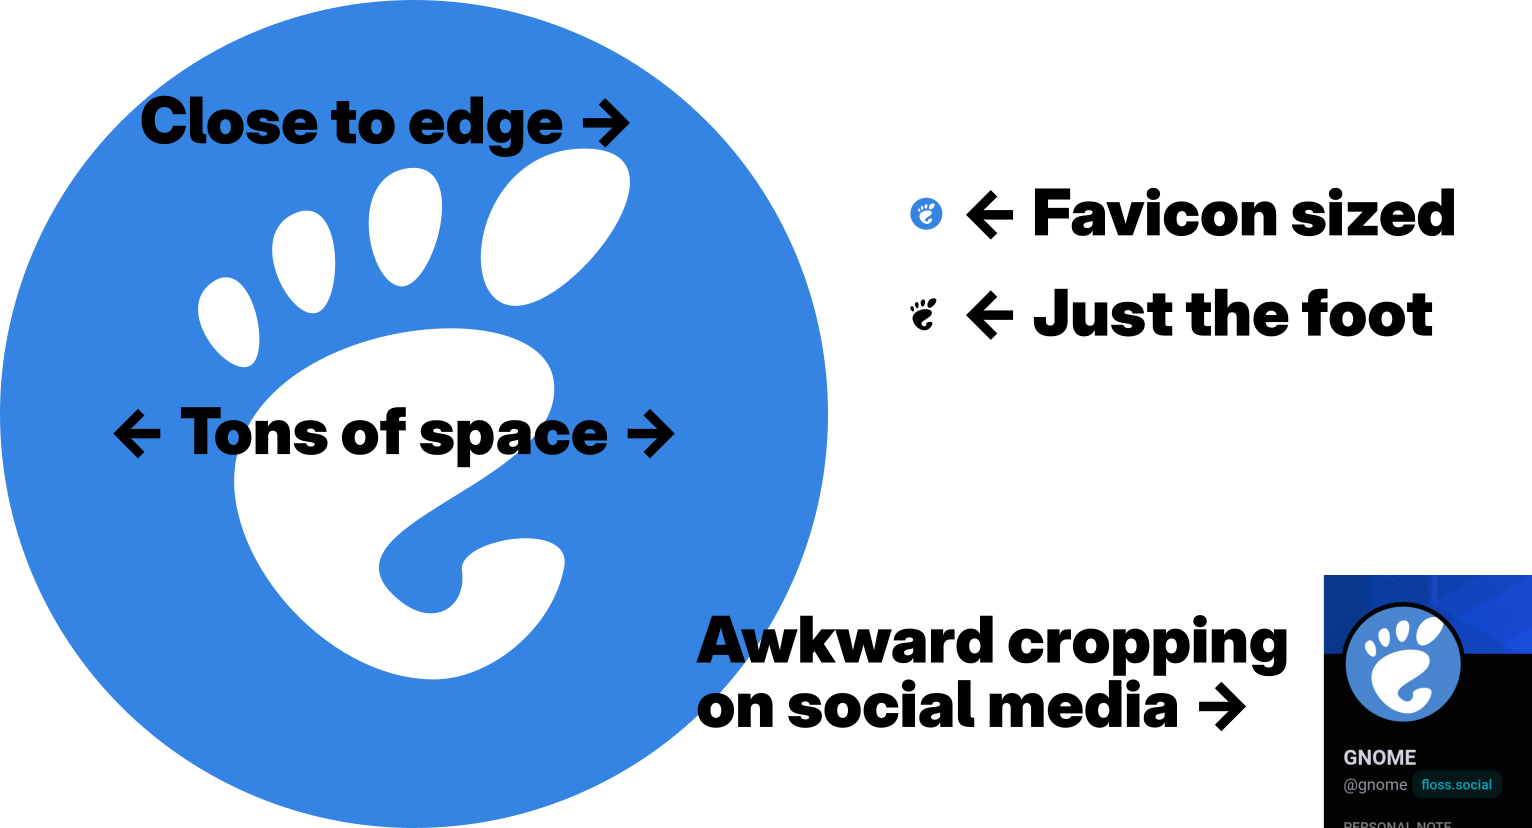 Close to edge →
← Tons of space →
← Favicon sized
← Just the foot
Awkward cropping
on social media →
GNOME
@gnome floss.social
PERSONAL NOTE